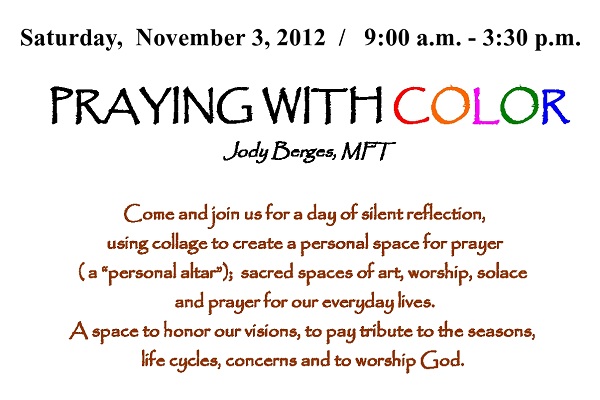 Saturday, November 3, 2012 / 9:00 a.m. - 3:30 p.m.
PRAYING WITH COLOR
Jody Berges, MFT
Come and join us for a day of silent reflection,
using collage to create a personal space for prayer
( a “personal altar”); sacred spaces of art, worship, solace
and prayer for our everyday lives.
A space to honor our visions, to pay tribute to the seasons,
life cycles, concerns and to worship God.